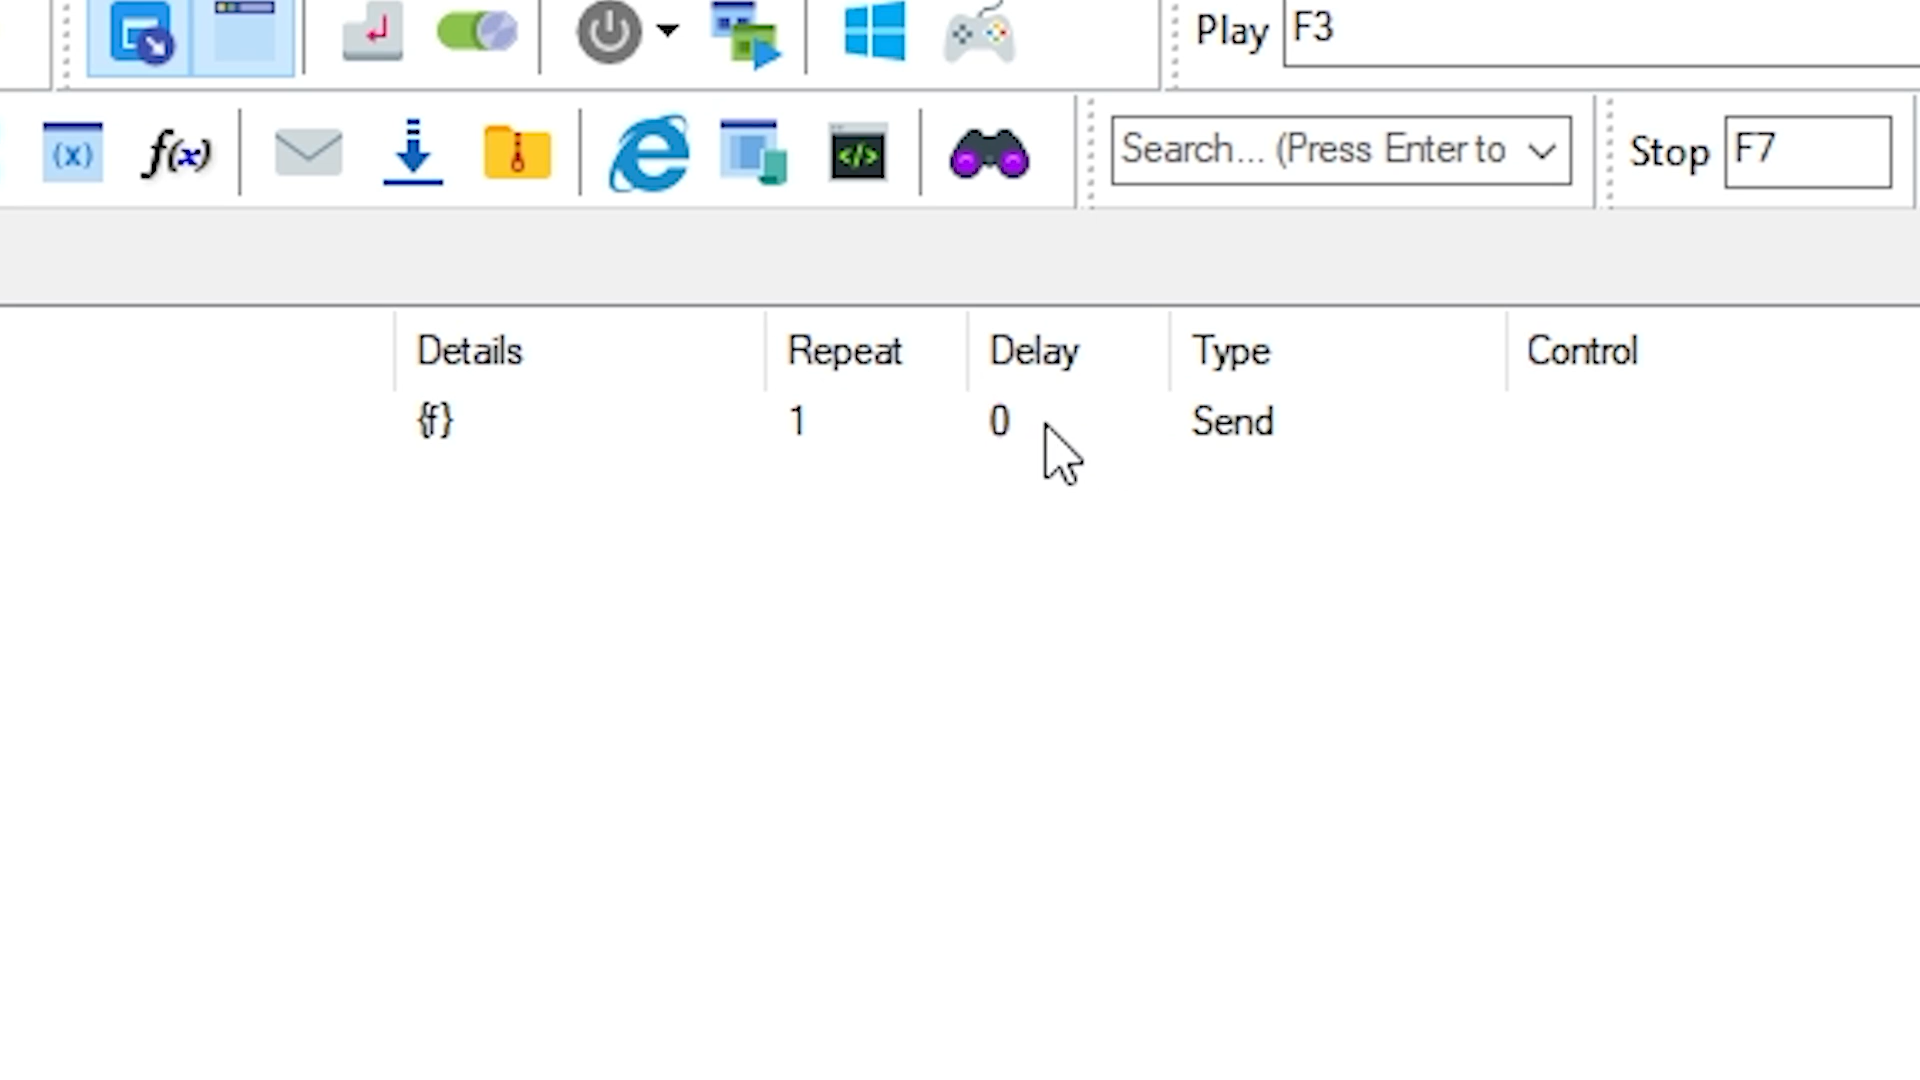 Play F3
(x) f(x) </> Search... (Press Enter to Stop F7
Details Repeat Delay Type Control
{f} 1 0 Send